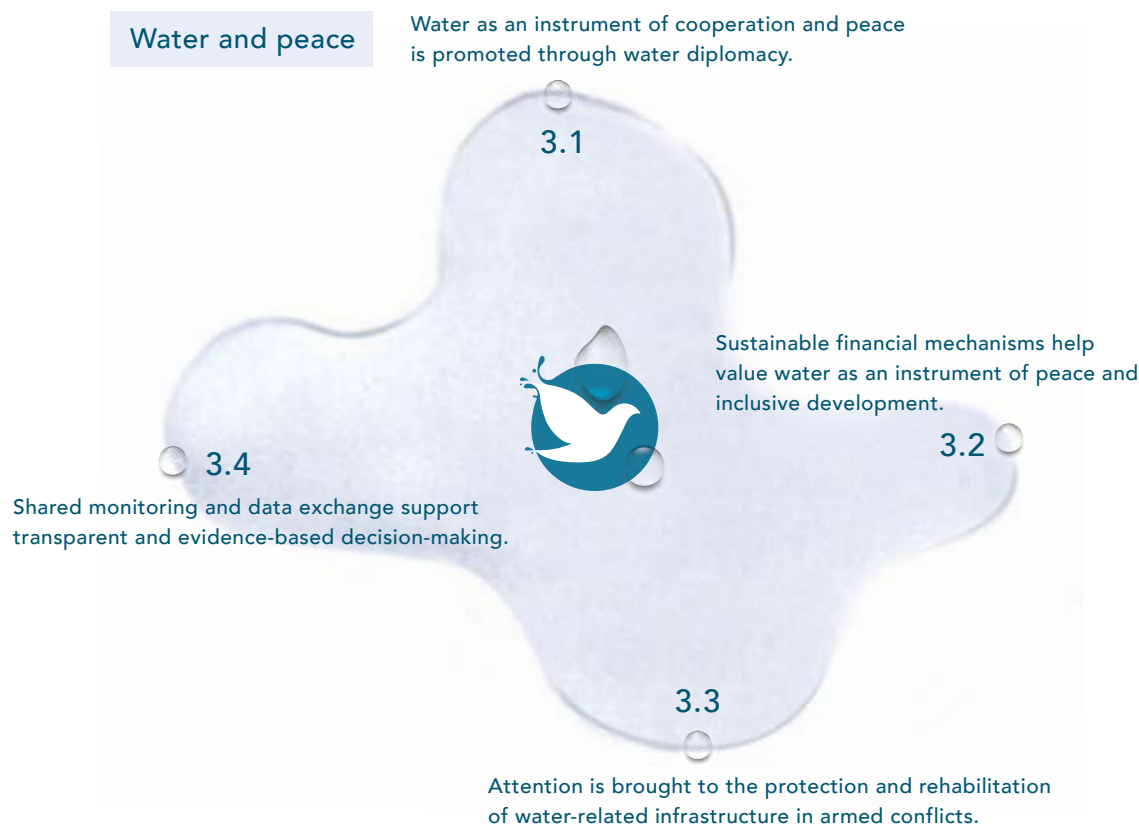 Water and peace
Water as an instrument of cooperation and peace
is promoted through water diplomacy.
3.1
Sustainable financial mechanisms help
value water as an instrument of peace and
inclusive development.
3.2
3.4
Shared monitoring and data exchange support
transparent and evidence-based decision-making.
3.3
Attention is brought to the protection and rehabilitation
of water-related infrastructure in armed conflicts.